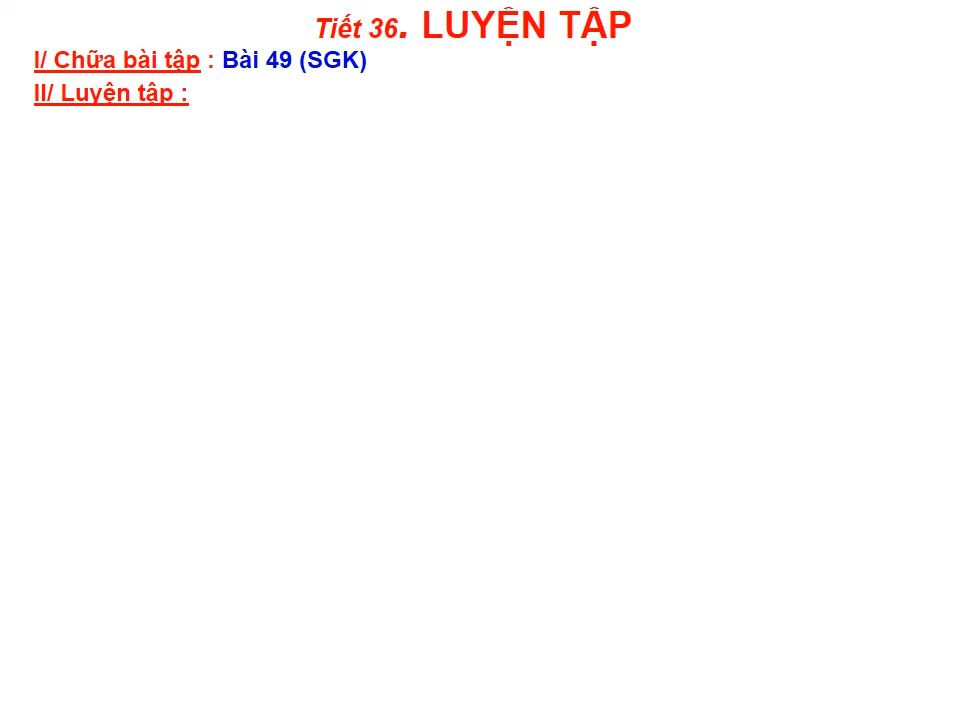 Tiết 36. LUYỆN TẬP
I/ Chữa bài tập : Bài 49 (SGK)
II/ Luyện tập :